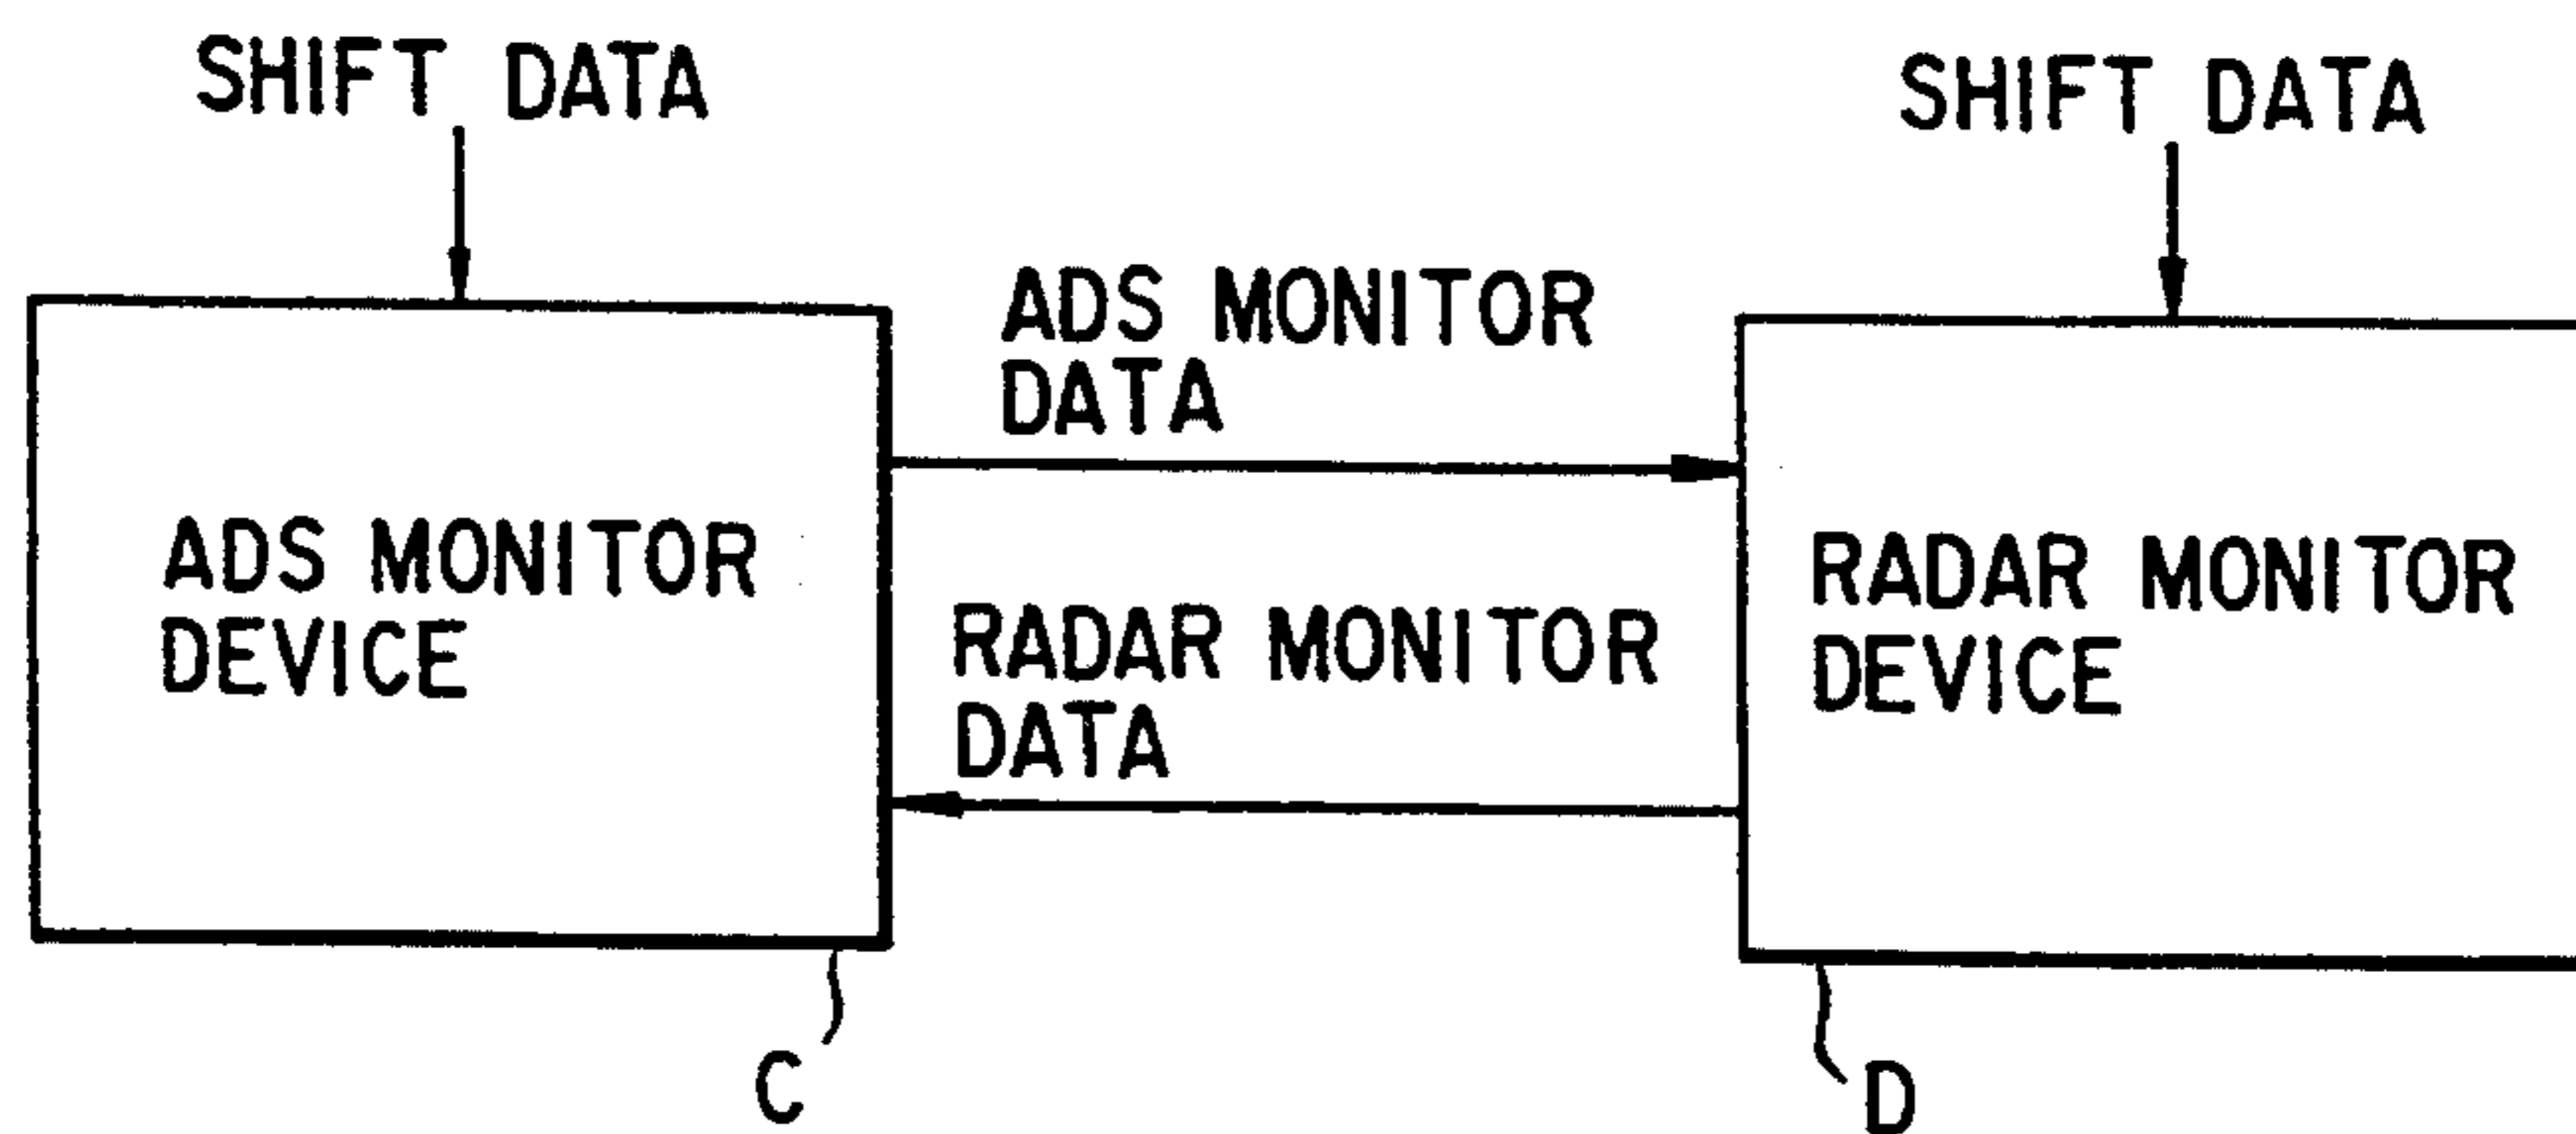 SHIFT DATA
SHIFT DATA
ADS MONITOR
DATA
ADS MONITOR
DEVICE
RADAR MONITOR
DATA
RADAR MONITOR
DEVICE
C
D